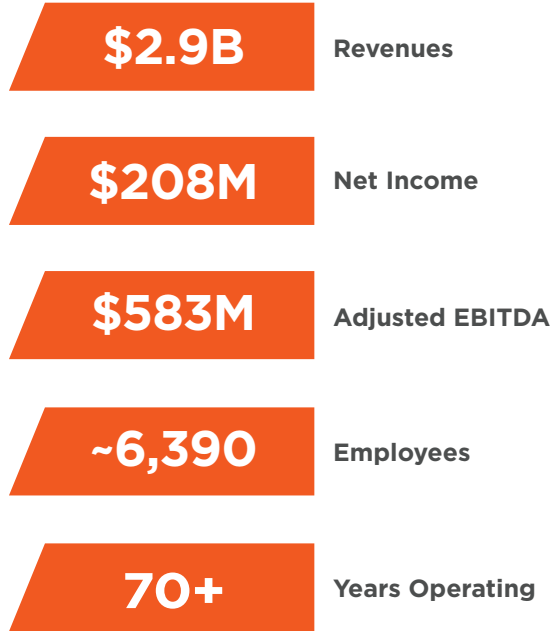 $2.9B Revenues
$208M Net Income
$583M Adjusted EBITDA
~6,390 Employees
70+ Years Operating